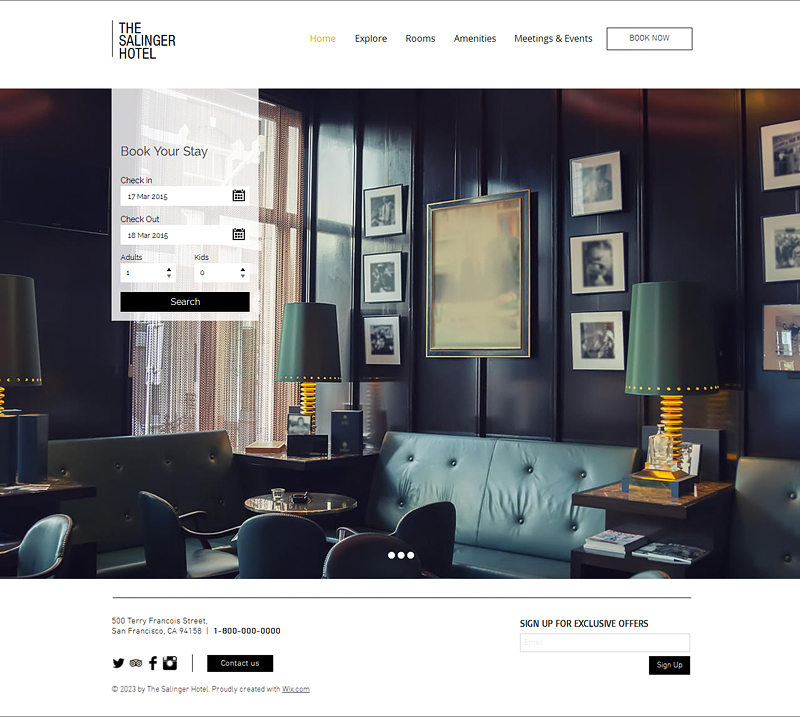 THE
SALINGER
HOTEL
Home Explore Rooms Amenities Meetings & Events BOOK NOW
Book Your Stay
Check In
17 Mar 2015
Check Out
18 Mar 2015
Adults Kids
1 0
Search
500 Terry Francois Street,
San Francisco, CA 94158 | 1-800-000-0000
Contact us
© 2023 by The Salinger Hotel. Proudly created with Wix.com
SIGN UP FOR EXCLUSIVE OFFERS
Email
Sign Up